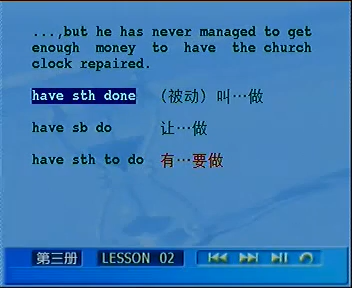 ...,but he has never managed to get
enough money to have the church
clock repaired.
have sth done (被动) 叫…做
have sb do 让…做
have sth to do 有…要做
第三册 LESSON 02